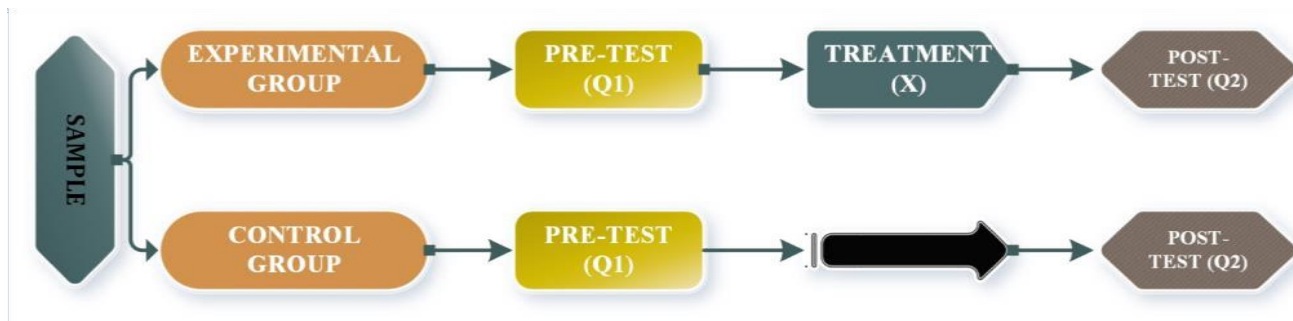 SAMPLE
EXPERIMENTAL
GROUP
PRE-TEST
(Q1)
TREATMENT
(X)
POST-
TEST (Q2)
CONTROL
GROUP
PRE-TEST
(Q1)
POST-
TEST (Q2)